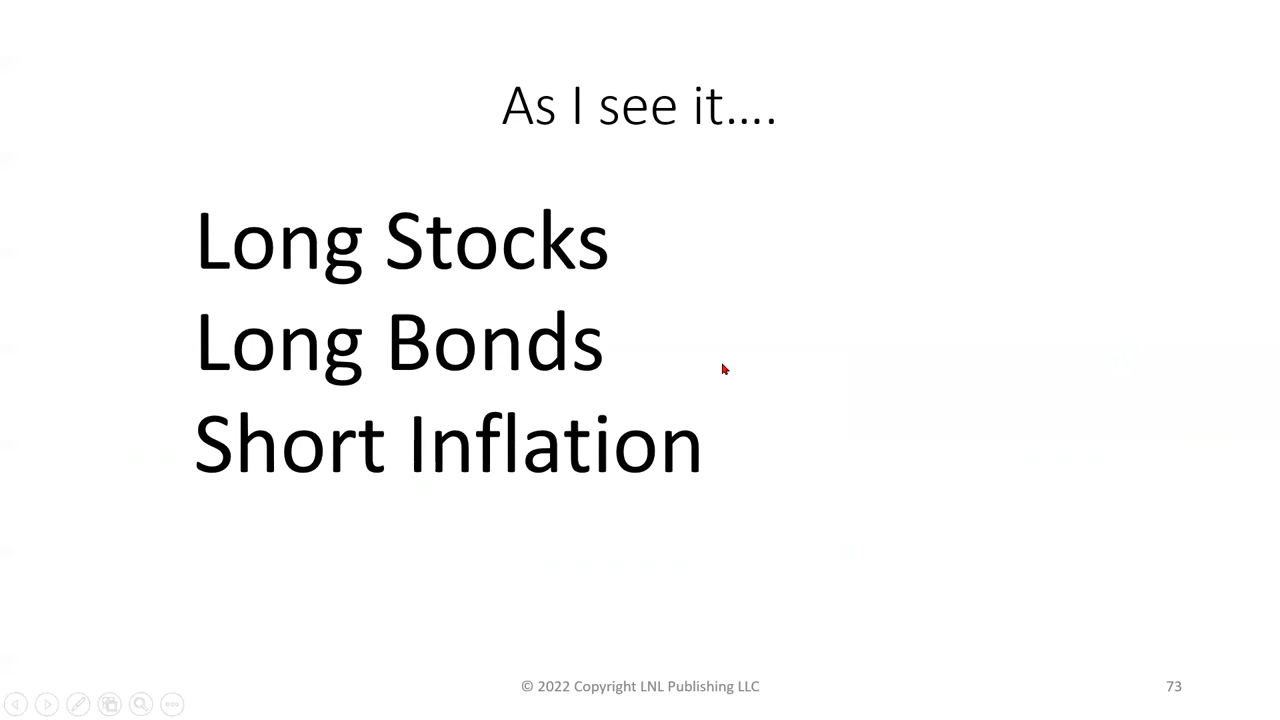 As I see it....
Long Stocks
Long Bonds
Short Inflation
© 2022 Copyright LNL Publishing LLC
73